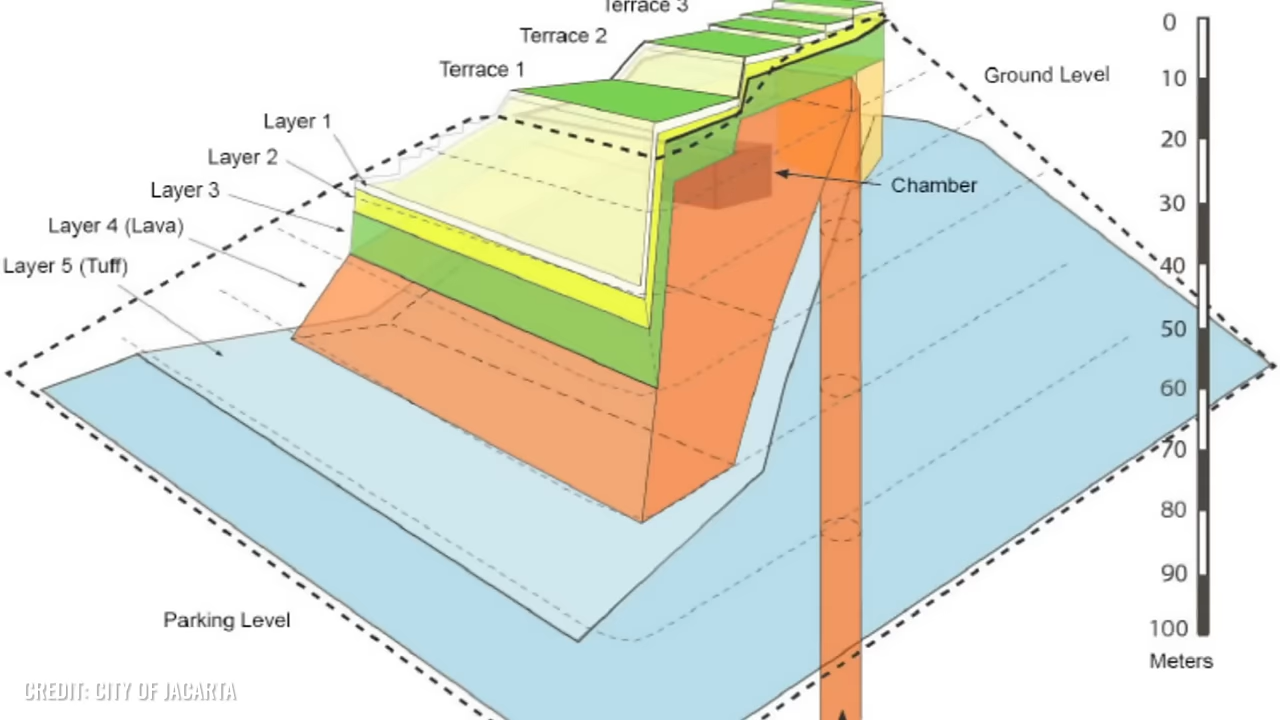 Terrace 3
Terrace 2
Terrace 1
Layer 1
Layer 2
Layer 3
Layer 4 (Lava)
Layer 5 (Tuff)
Ground Level
Chamber
0
10
20
30
40
50
60
70
80
90
100
Meters
Parking Level
CREDIT: CITY OF JACARTA